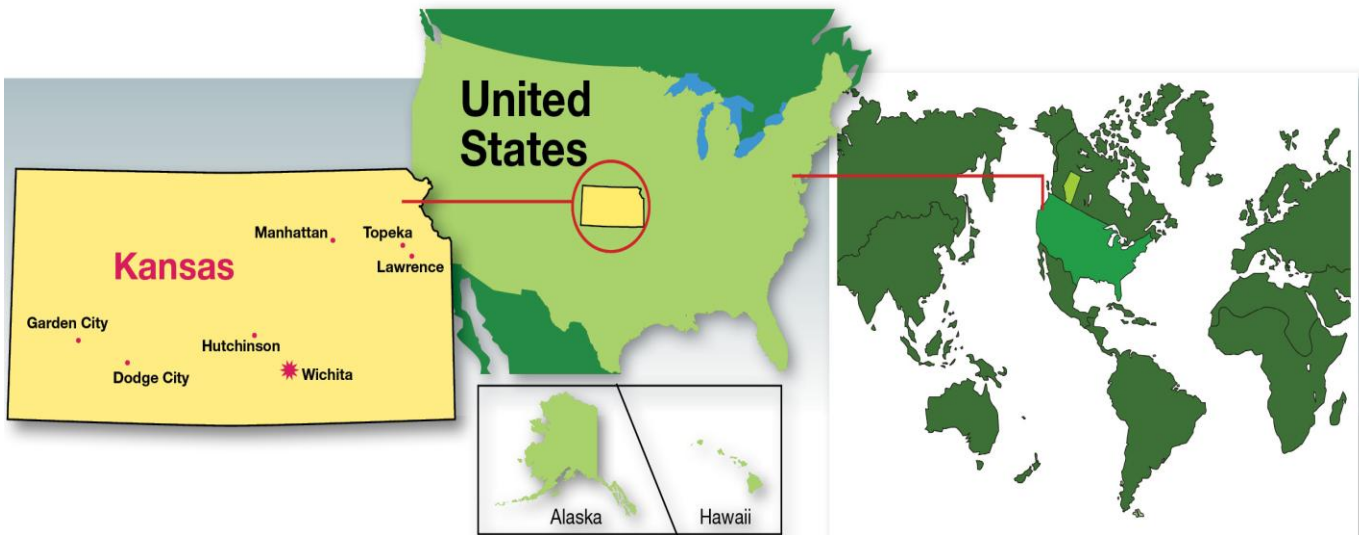 United
States
Manhattan
Topeka
Lawrence
Kansas
Garden City
Hutchinson
Dodge City
Wichita
Alaska
Hawaii